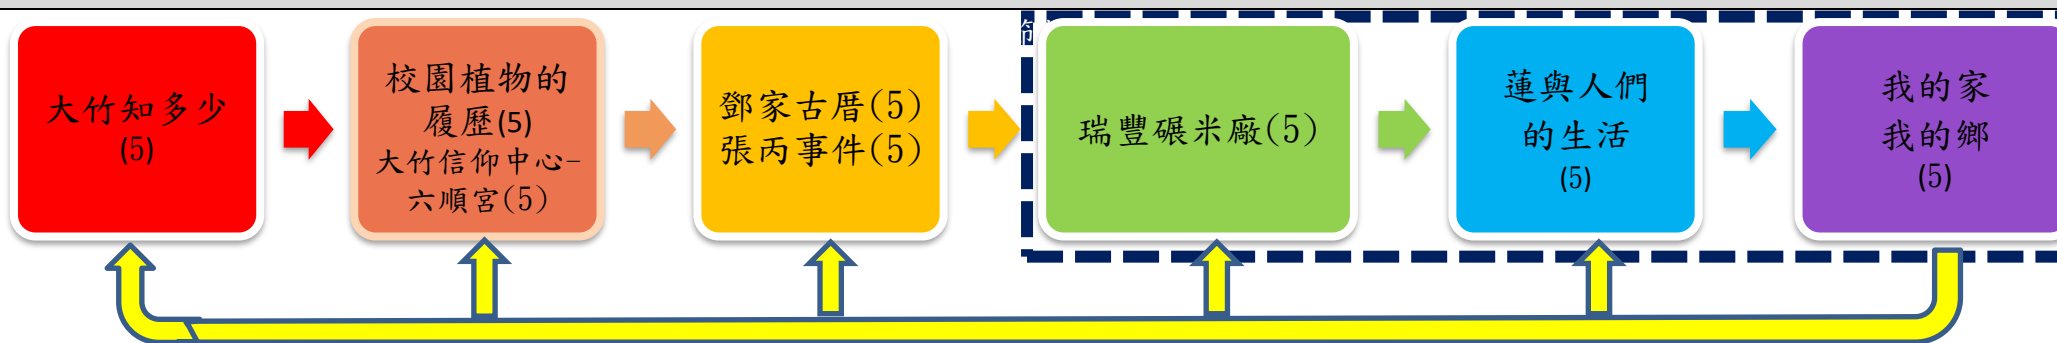 大竹知多少
(5)
校園植物的
履歷(5)
大竹信仰中心-
六順宮(5)
鄧家古厝(5)
張丙事件(5)
瑞豐碾米廠(5)
蓮與人們
的生活
(5)
我的家
我的鄉
(5)